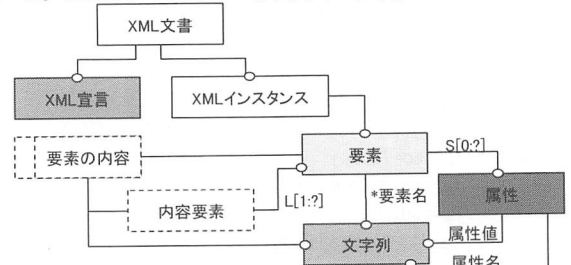 XML文書
XML宣言
XMLインスタンス
要素の内容
要素
S[0:?]
内容要素
L[1:?]
*要素名
属性
文字列
属性値
属性名